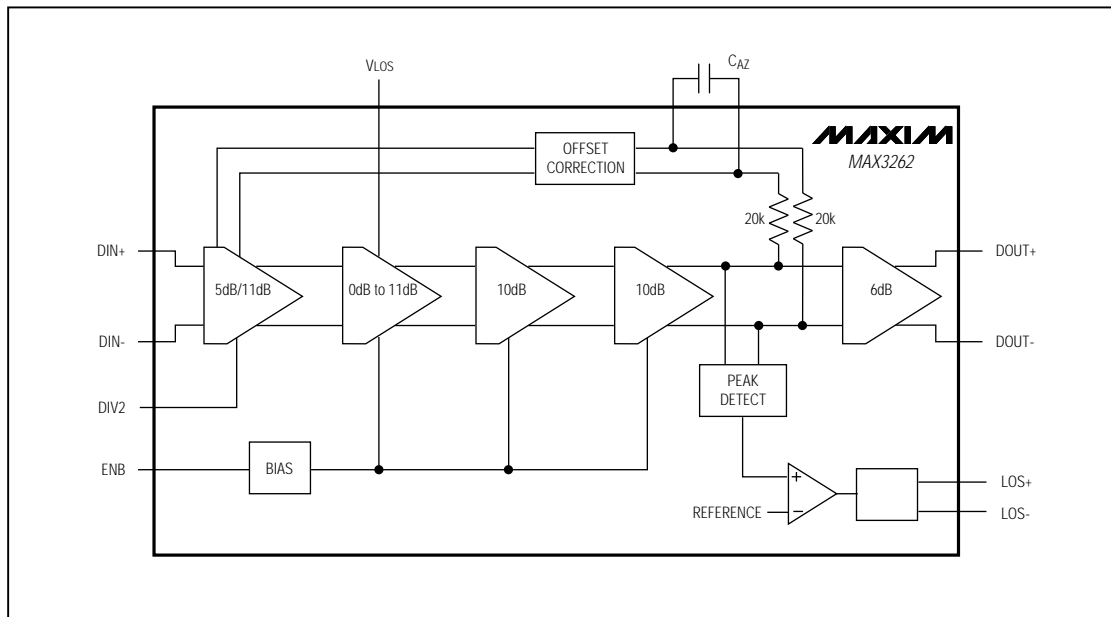 VLOS
CAZ
MAXIM
MAX3262
OFFSET
CORRECTION
20k
20k
DIN+
DIN-
DIV2
ENB
5dB/11dB
0dB to 11dB
10dB
10dB
6dB
DOUT+
DOUT-
PEAK
DETECT
BIAS
REFERENCE
+
−
LOS+
LOS-